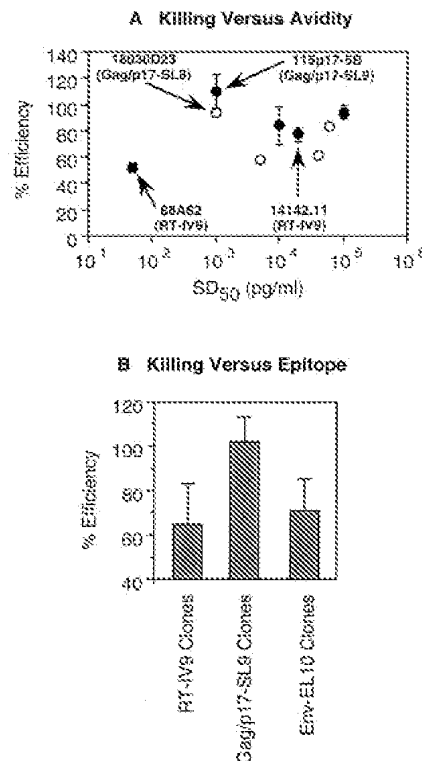 A Killing Versus Avidity
18030D23
(Gag/p17-SL9)
115p17-5B
(Gag/p17-SL9)
% Efficiency
140
120
100
80
60
40
20
0
68A62
(RT-IV9)
14142.11
(RT-IV9)
10^1 10^2 10^3 10^4 10^5 10^6
SD50 (pg/ml)
B Killing Versus Epitope
% Efficiency
120
100
80
60
40
RT-IV9 Clones
Gag/p17-SL9 Clones
Env-EL10 Clones